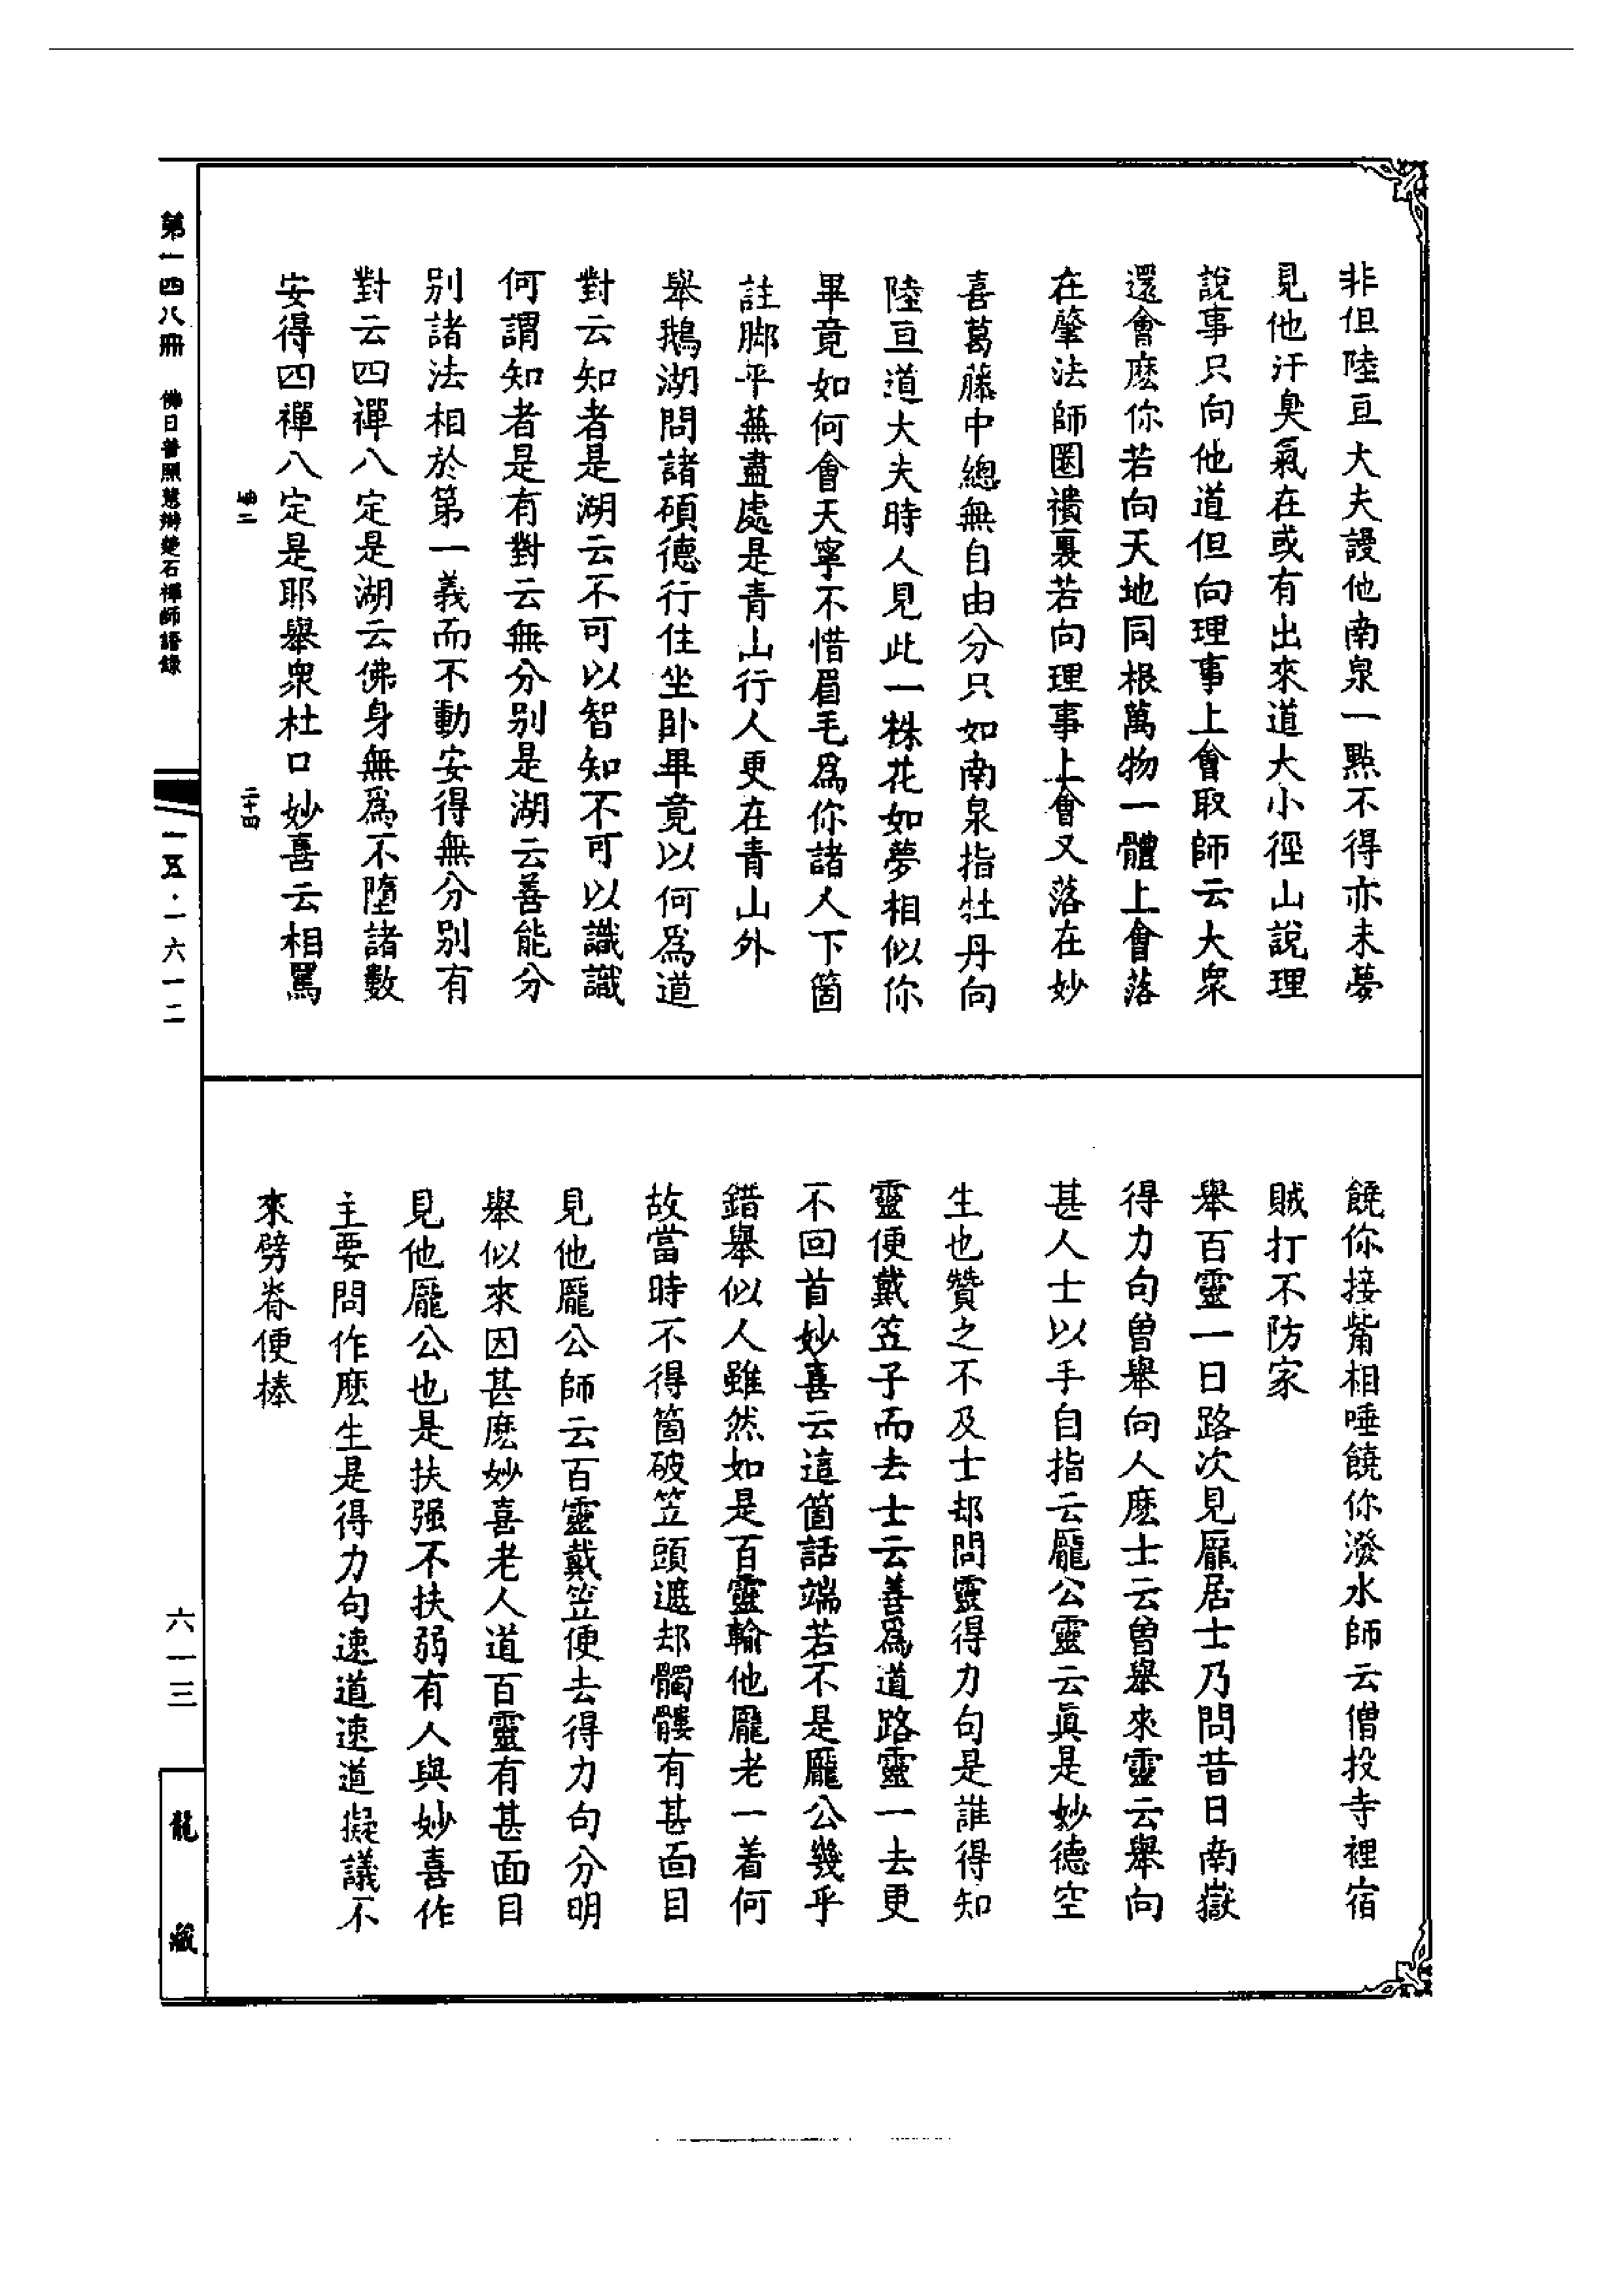 非但陸亘大夫謾他南泉一點不得亦未夢
見他汗臭氣在或有出來道大小徑山說理
說事只向他道但向理事上會取師云大衆
還會麽你若向天地同根萬物一體上會落
在肇法師圈襀裏若向理事上會又落在妙
喜葛藤中總無自由分只如南泉指牡丹向
陸亘道大夫時人見此一株花如夢相似你
畢竟如何會天寧不惜眉毛爲你諸人下箇
註脚平蕪盡處是青山行人更在青山外
舉鵝湖問諸碩德行住坐卧畢竟以何爲道
對云知者是湖云不可以智知不可以識識
何謂知者是有對云無分別是湖云善能分
別諸法相於第一義而不動安得無分別有
對云四禪八定是湖云佛身無爲不墮諸數
安得四禪八定是耶舉衆杜口妙喜云相罵
二十四
饒你接觜相唾饒你潑水師云僧投寺裡宿
賊打不防家
舉百靈一日路次見龐居士乃問昔日南嶽
得力句曾舉向人麽士云曾舉來靈云舉向
甚人士以手自指云龐公靈云眞是妙德空
生也贊之不及士却問靈得力句是誰得知
靈便戴笠子而去士云善爲道路靈一去更
不回首妙喜云這箇話端若不是龐公幾乎
錯舉似人雖然如是百靈輸他龐老一着何
故當時不得箇破笠頭遮却髑髏有甚面目
見他龐公師云百靈戴笠便去得力句分明
舉似來因甚麽妙喜老人道百靈有甚面目
見他龐公也是扶强不扶弱有人與妙喜作
主要問作麽生是得力句速道速道擬議不
來劈脊便棒
第一四八冊 佛日普照慧辯楚石禪師語錄
一五·一六一二
六一三
龍藏